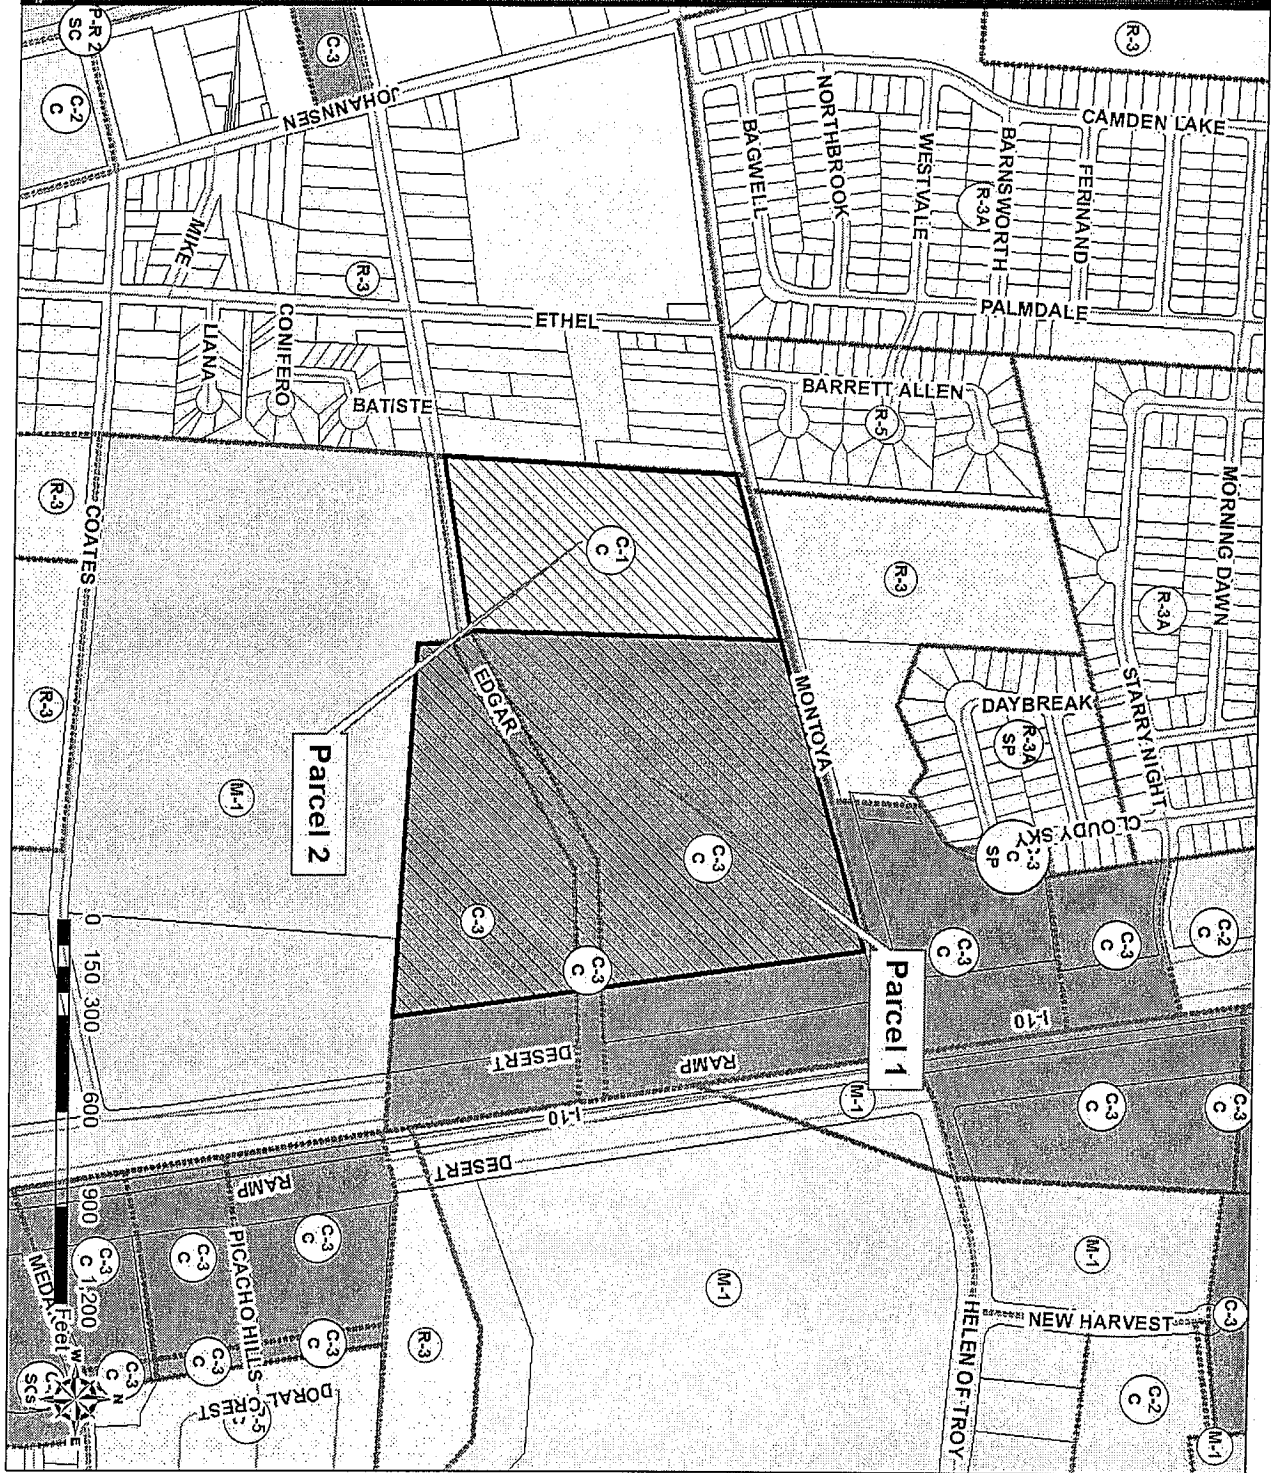 P-R 2
SC
C-2
C
C-3
JOHANNSEN
R-3
CAMDEN LAKE
NORTHBROOK
BAGWELL
WESTVALE
BARNSWORTH
FERINAND
R-3A
PALMDALE
MIKE
R-3
ETHEL
LIANA
CONIFERO
BATISTE
BARRETT ALLEN
R-5
MORNING DAWN
R-3
COATES
C-1
C
R-3
R-3A
STARRY NIGHT
R-3
EDGAR
MONTOYA
DAYBREAK
R-3A
SP
Parcel 2
M-1
CLOUDY SKY
C-3
C
SP
C-3
C
C-3
C-3
C
C-3
C
C-3
C
C-2
C
Parcel 1
0 150 300 600 900 1,200
Feet
DESERT
RAMP
I-10
I-10
M-1
C-3
C
C-3
C
DESERT
RAMP
C-3
C
C-3
C
C-3
C
PICACHO HILLS
M-1
M-1
C-3
HELEN OF TROY
NEW HARVEST
R-3
C-3
C
C-3
C
C-3
C
DORAL CREST
C-2
C
M-1
W
N
E